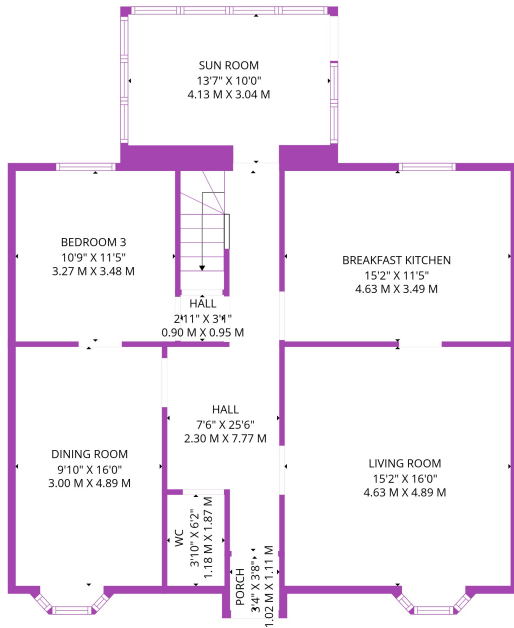 SUN ROOM
13'7" X 10'0"
4.13 M X 3.04 M
BEDROOM 3
10'9" X 11'5"
3.27 M X 3.48 M
BREAKFAST KITCHEN
15'2" X 11'5"
4.63 M X 3.49 M
HALL
2'11" X 3'1"
0.90 M X 0.95 M
HALL
7'6" X 25'6"
2.30 M X 7.77 M
DINING ROOM
9'10" X 16'0"
3.00 M X 4.89 M
LIVING ROOM
15'2" X 16'0"
4.63 M X 4.89 M
WC
3'10" X 6'2"
1.18 M X 1.87 M
PORCH
3'4" X 3'8"
1.02 M X 1.11 M